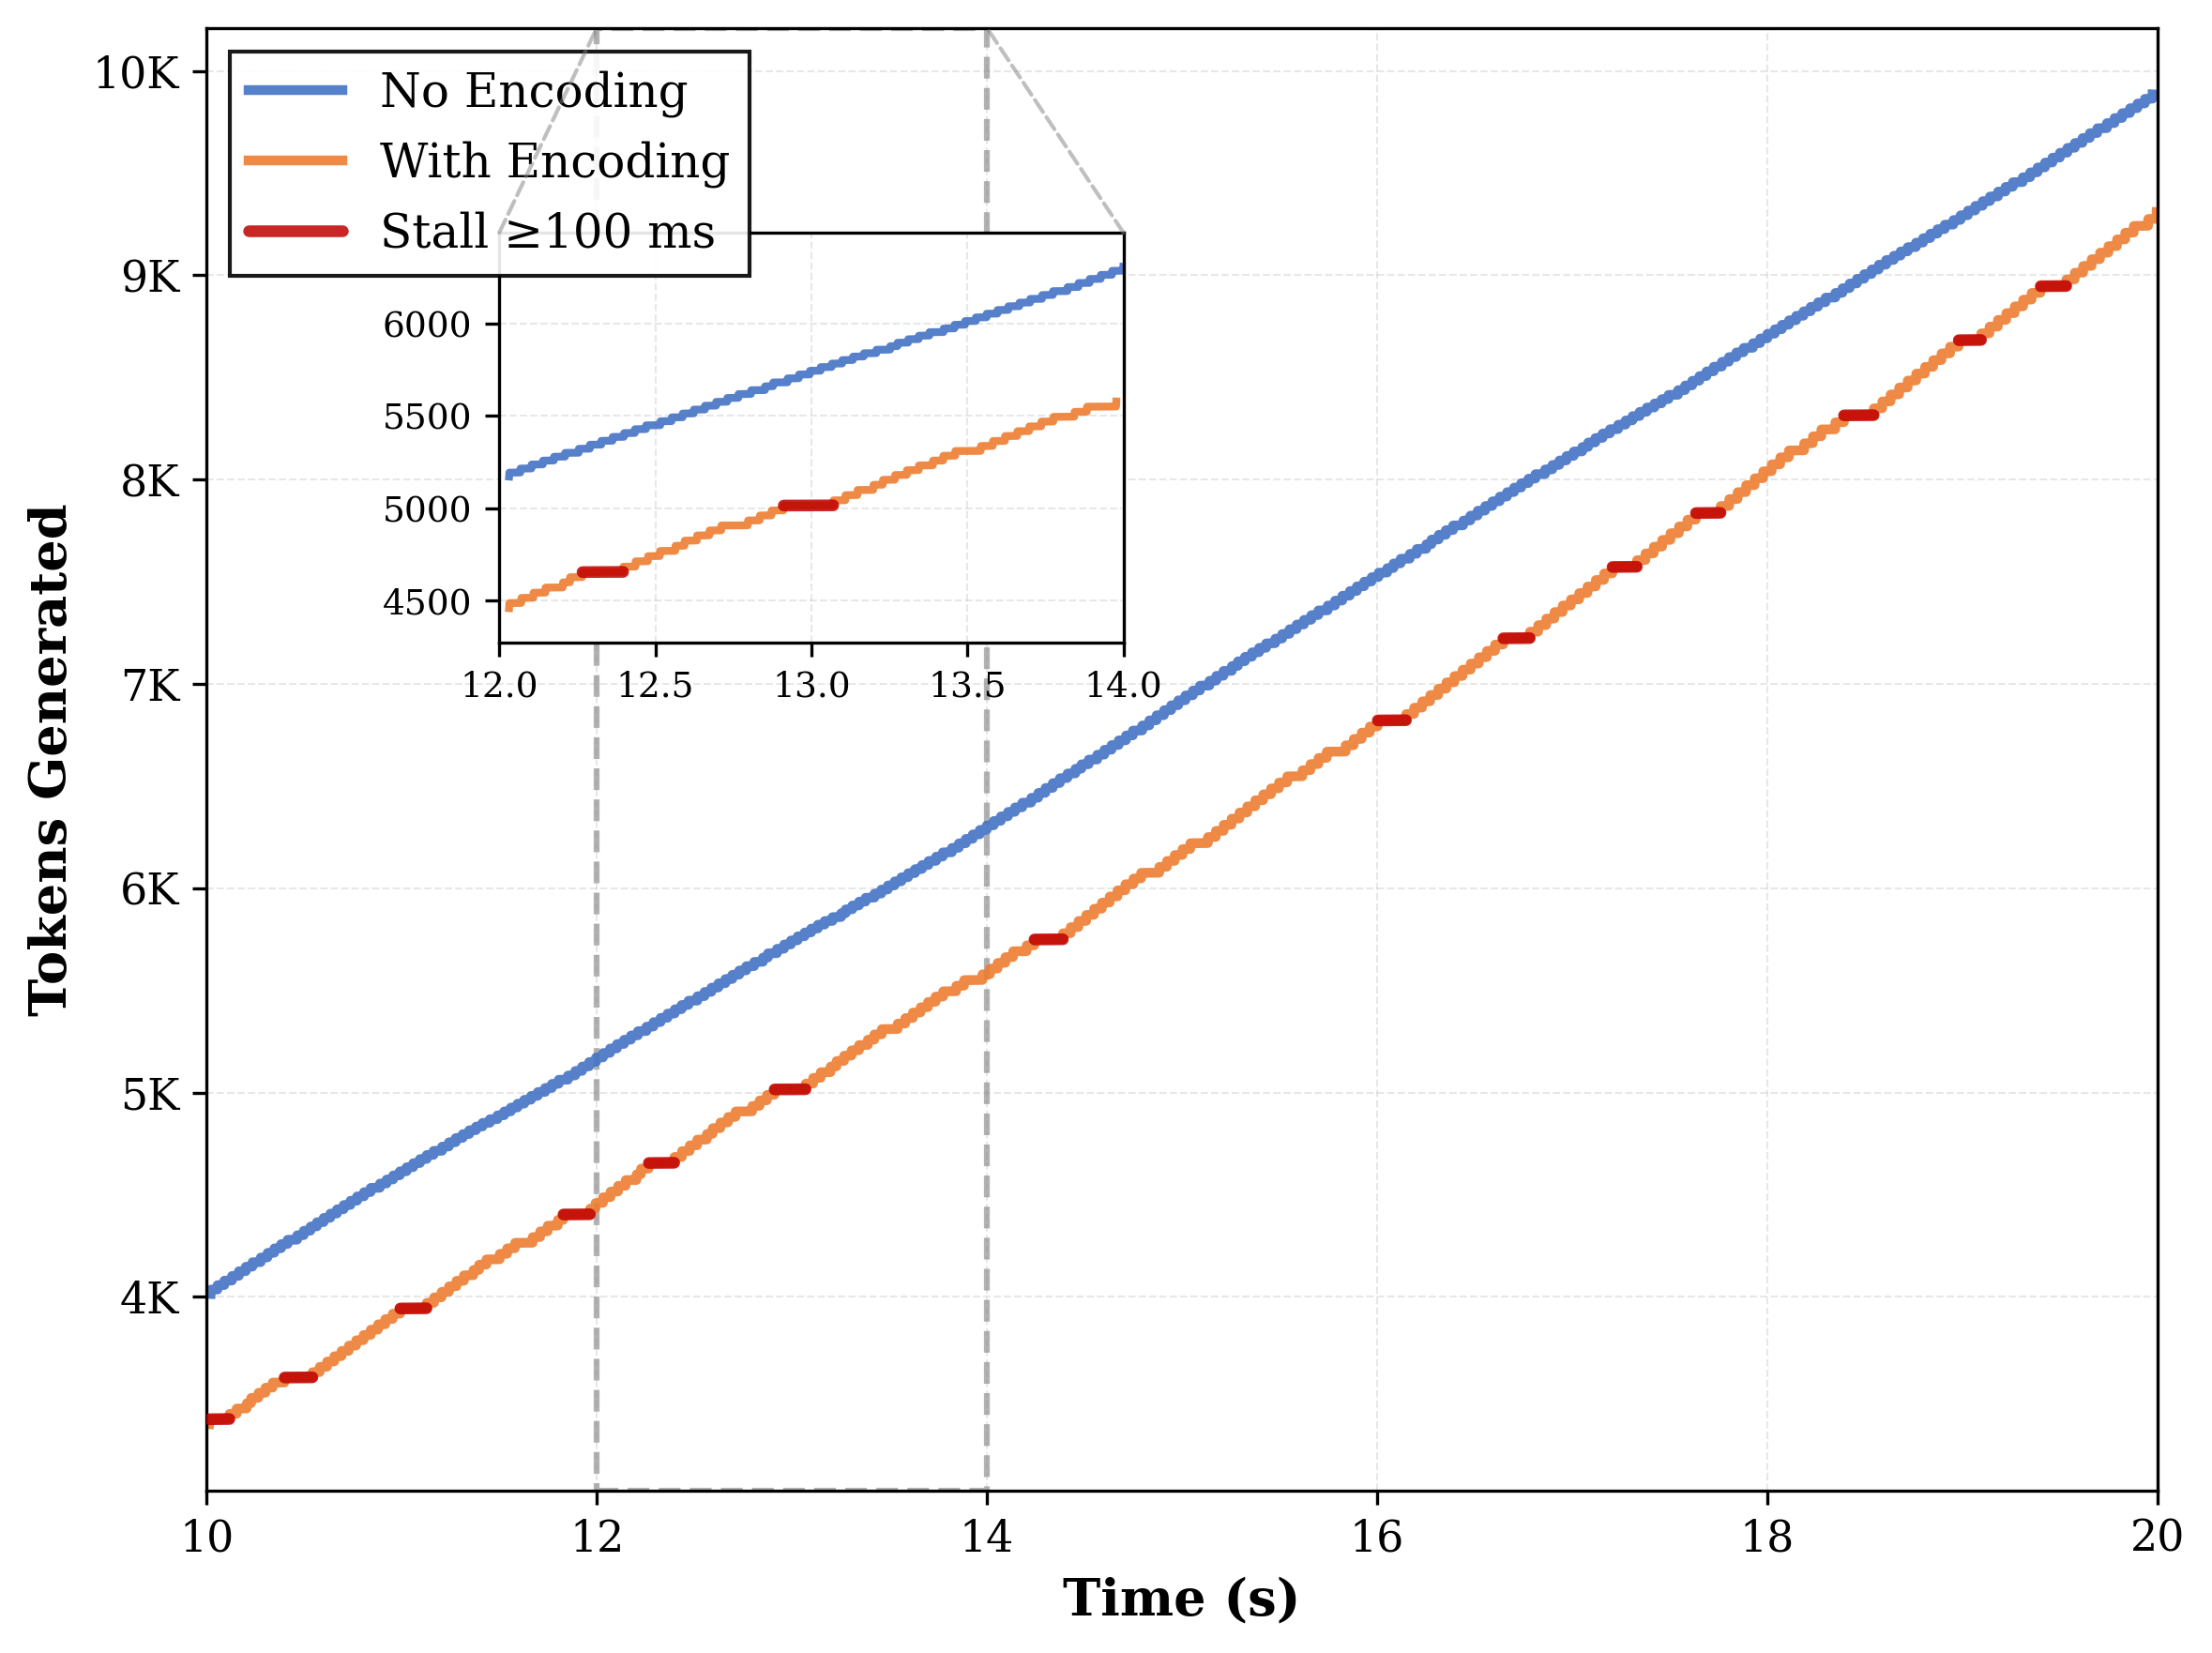 No Encoding
With Encoding
Stall ≥100 ms
10K
9K
8K
7K
6K
5K
4K
Tokens Generated
6000
5500
5000
4500
12.0 12.5 13.0 13.5 14.0
10 12 14 16 18 20
Time (s)